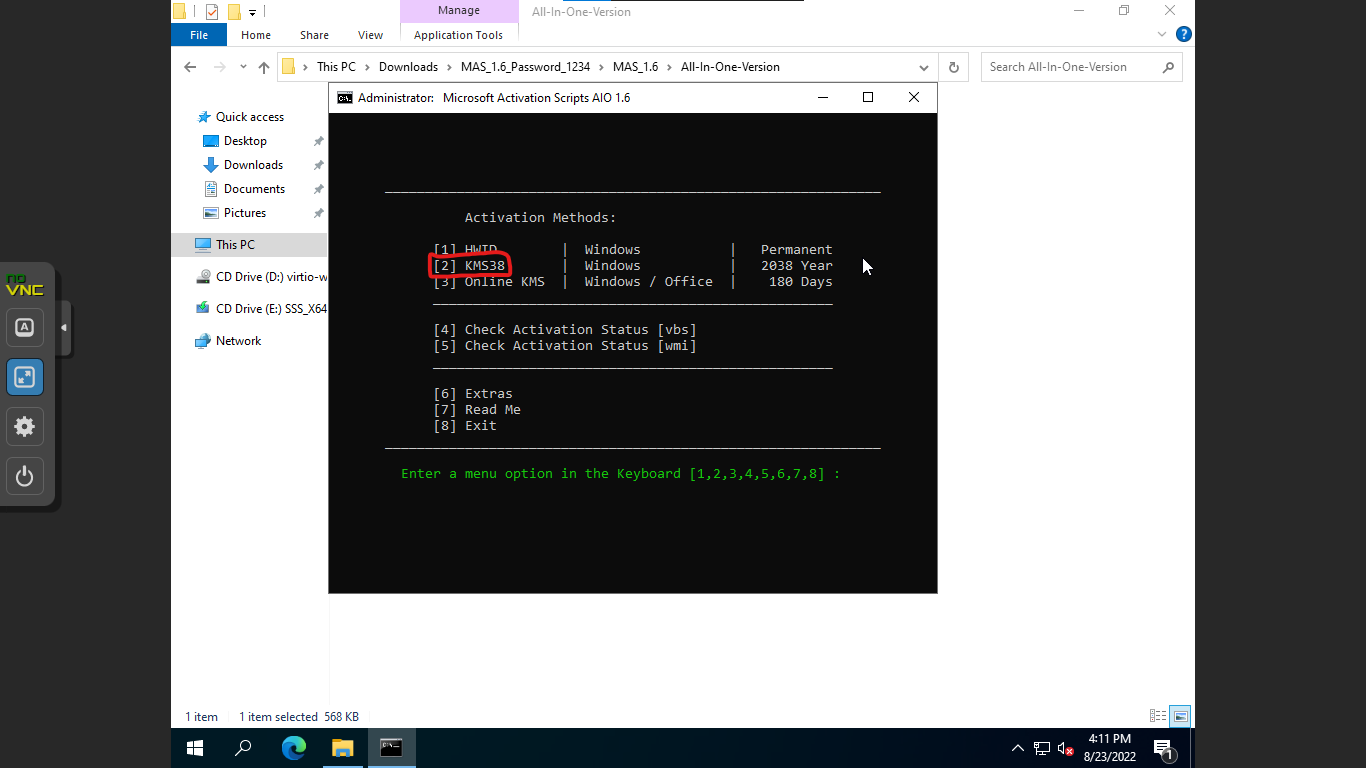 Manage
All-In-One-Version
File Home Share View Application Tools
This PC Downloads MAS_1.6_Password_1234 MAS_1.6 All-In-One-Version
Search All-In-One-Version
Administrator: Microsoft Activation Scripts AIO 1.6
Quick access
Desktop
Downloads
Documents
Pictures
This PC
CD Drive (D:) virtio-w
CD Drive (E:) SSS_X64
Network
no
VNC
A
Activation Methods:
[1] HWID | Windows | Permanent
[2] KMS38 | Windows | 2038 Year
[3] Online KMS | Windows / Office | 180 Days
[4] Check Activation Status [vbs]
[5] Check Activation Status [wmi]
[6] Extras
[7] Read Me
[8] Exit
Enter a menu option in the Keyboard [1,2,3,4,5,6,7,8] :
1 item 1 item selected 568 KB
4:11 PM
8/23/2022
1